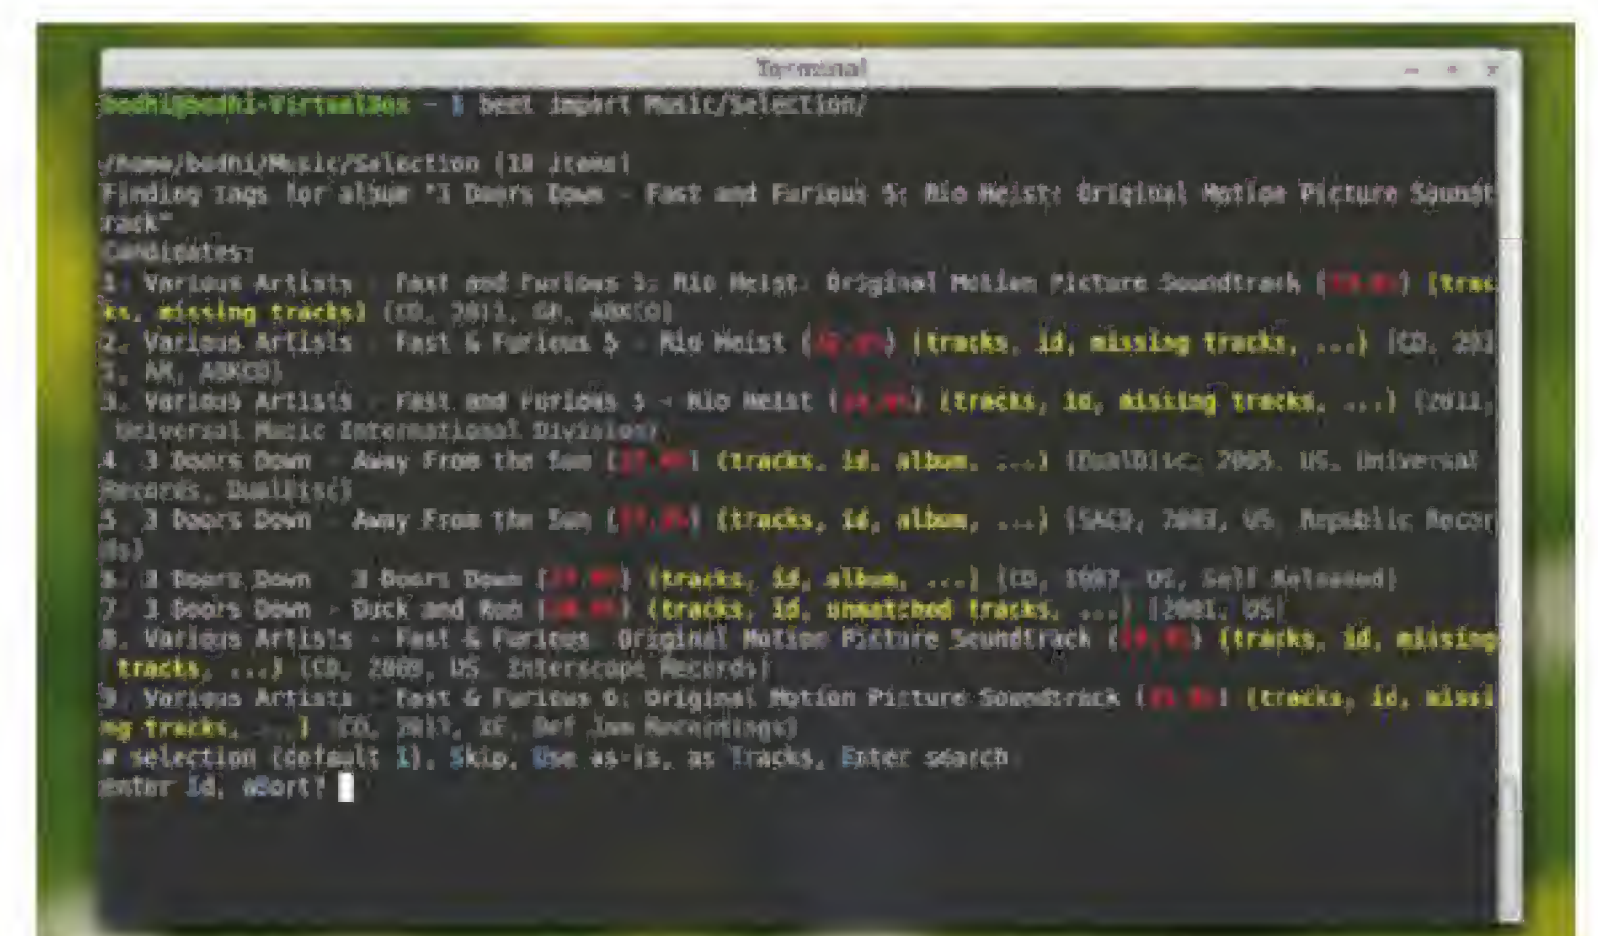 Terminal
bodhi@bodhi-VirtualBox ~ $ beet import Music/Selection/
/home/bodhi/Music/Selection (10 items)
Finding tags for album "3 Doors Down - Fast and Furious 5: Rio Heist: Original Motion Picture Soundt
rack"
Candidates:
1. Various Artists - Fast and Furious 5: Rio Heist: Original Motion Picture Soundtrack (trac
ks, missing tracks) (CD, 2011, ABKCO)
2. Various Artists - Fast & Furious 5 - Rio Heist (tracks, id, missing tracks, ...) (CD, 201
1, ABKCO)
3. Various Artists - Fast and Furious 5 - Rio Heist (tracks, id, missing tracks, ...) (2011,
Universal Music International Division)
4. 3 Doors Down - Away From the Sun (tracks, id, album, ...) (DualDisc, 2005, US, Universal
Records, DualDisc)
5. 3 Doors Down - Away From the Sun (tracks, id, album, ...) (SACD, 2003, US, Republic Recor
ds)
6. 3 Doors Down - 3 Doors Down (tracks, id, album, ...) (CD, 1997, US, Self Released)
7. 3 Doors Down - Duck and Run (tracks, id, unmatched tracks, ...) (2001, US)
8. Various Artists - Fast & Furious: Original Motion Picture Soundtrack (tracks, id, missing
tracks, ...) (CD, 2009, US, Interscope Records)
9. Various Artists - Fast & Furious 6: Original Motion Picture Soundtrack (tracks, id, missi
ng tracks, ...) (CD, 2013, Def Jam Recordings)
# selection (default 1), Skip, Use as-is, as Tracks, Enter search
enter Id, aBort?